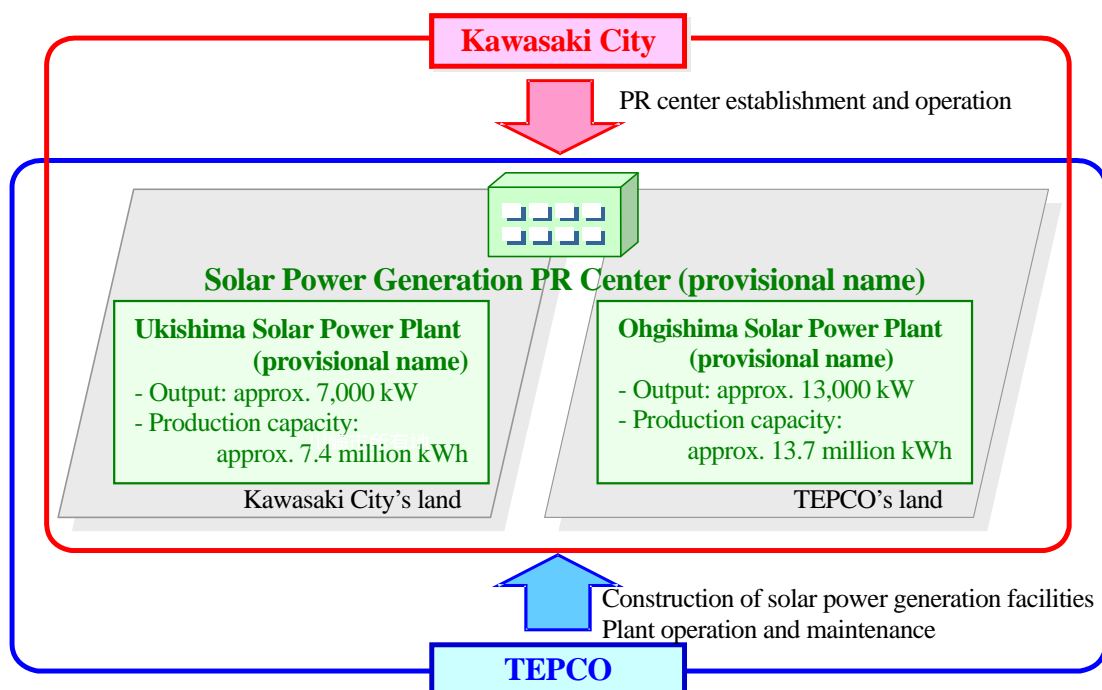 Kawasaki City
PR center establishment and operation
Solar Power Generation PR Center (provisional name)
Ukishima Solar Power Plant
(provisional name)
- Output: approx. 7,000 kW
- Production capacity:
approx. 7.4 million kWh
Kawasaki City’s land
Ohgishima Solar Power Plant
(provisional name)
- Output: approx. 13,000 kW
- Production capacity:
approx. 13.7 million kWh
TEPCO’s land
Construction of solar power generation facilities
Plant operation and maintenance
TEPCO